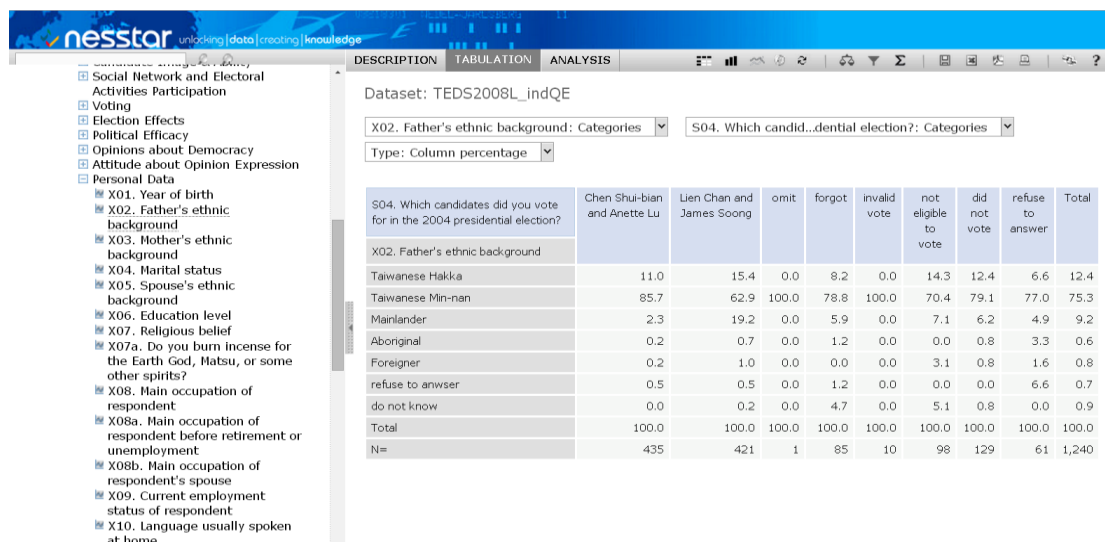 nesstar unlocking|data|creating|knowledge
DESCRIPTION TABULATION ANALYSIS
Social Network and Electoral
Activities Participation
Voting
Election Effects
Political Efficacy
Opinions about Democracy
Attitude about Opinion Expression
Personal Data
X01. Year of birth
X02. Father's ethnic
background
X03. Mother's ethnic
background
X04. Marital status
X05. Spouse's ethnic
background
X06. Education level
X07. Religious belief
X07a. Do you burn incense for
the Earth God, Matsu, or some
other spirits?
X08. Main occupation of
respondent
X08a. Main occupation of
respondent before retirement or
unemployment
X08b. Main occupation of
respondent's spouse
X09. Current employment
status of respondent
X10. Language usually spoken
at home
Dataset: TEDS2008L_indQE
X02. Father's ethnic background: Categories S04. Which candid...dential election?: Categories
Type: Column percentage
S04. Which candidates did you vote
for in the 2004 presidential election?
Chen Shui-bian
and Anette Lu
Lien Chan and
James Soong
omit
forgot
invalid
vote
not
eligible
to
vote
did
not
vote
refuse
to
answer
Total
X02. Father's ethnic background
Taiwanese Hakka 11.0 15.4 0.0 8.2 0.0 14.3 12.4 6.6 12.4
Taiwanese Min-nan 85.7 62.9 100.0 78.8 100.0 70.4 79.1 77.0 75.3
Mainlander 2.3 19.2 0.0 5.9 0.0 7.1 6.2 4.9 9.2
Aboriginal 0.2 0.7 0.0 1.2 0.0 0.0 0.8 3.3 0.6
Foreigner 0.2 1.0 0.0 0.0 0.0 3.1 0.8 1.6 0.8
refuse to anwser 0.5 0.5 0.0 1.2 0.0 0.0 0.0 6.6 0.7
do not know 0.0 0.2 0.0 4.7 0.0 5.1 0.8 0.0 0.9
Total 100.0 100.0 100.0 100.0 100.0 100.0 100.0 100.0 100.0
N= 435 421 1 85 10 98 129 61 1,240